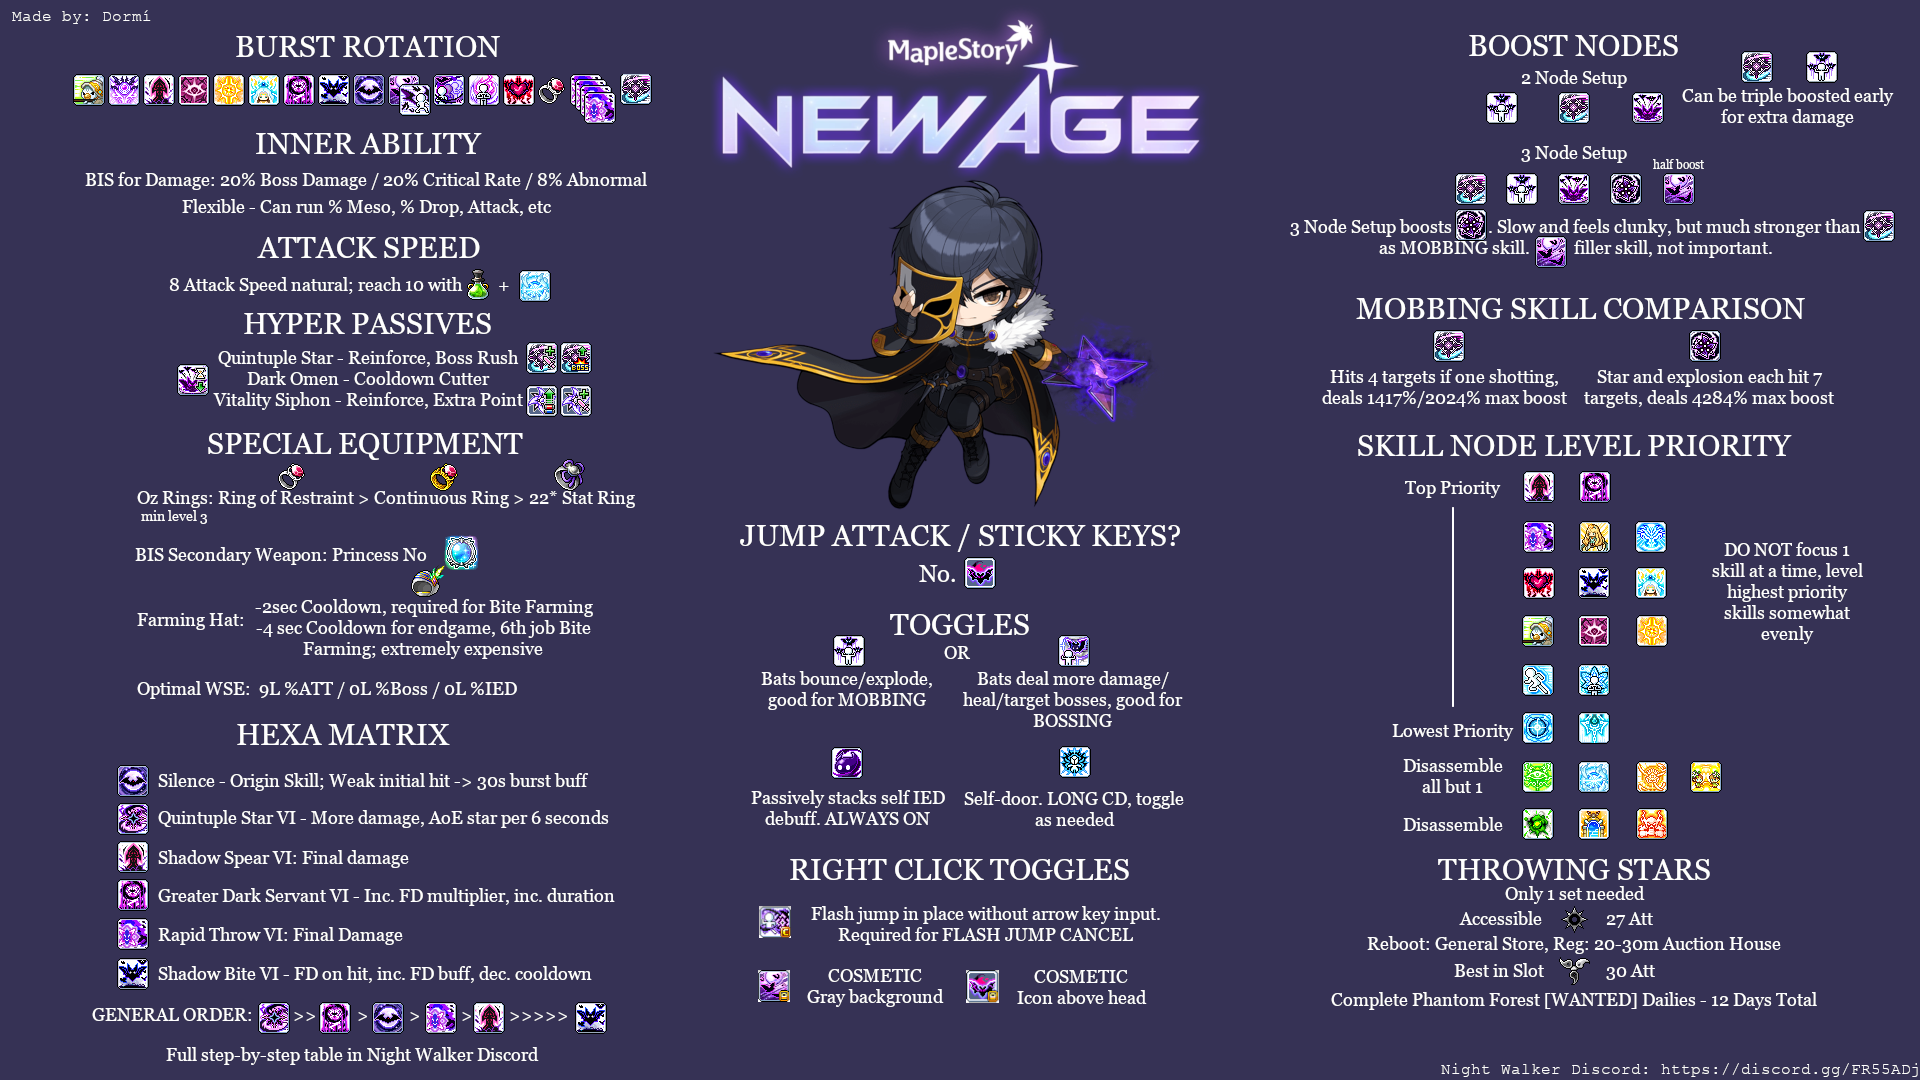 Made by: Dormí
BURST ROTATION
INNER ABILITY
BIS for Damage: 20% Boss Damage / 20% Critical Rate / 8% Abnormal
Flexible - Can run % Meso, % Drop, Attack, etc
ATTACK SPEED
8 Attack Speed natural; reach 10 with +
HYPER PASSIVES
Quintuple Star - Reinforce, Boss Rush
Dark Omen - Cooldown Cutter
Vitality Siphon - Reinforce, Extra Point
BOSS
SPECIAL EQUIPMENT
Oz Rings: Ring of Restraint > Continuous Ring > 22* Stat Ring
min level 3
BIS Secondary Weapon: Princess No
Farming Hat:
-2sec Cooldown, required for Bite Farming
-4 sec Cooldown for endgame, 6th job Bite
Farming; extremely expensive
Optimal WSE: 9L %ATT / 0L %Boss / 0L %IED
HEXA MATRIX
Silence - Origin Skill; Weak initial hit -> 30s burst buff
Quintuple Star VI - More damage, AoE star per 6 seconds
Shadow Spear VI: Final damage
Greater Dark Servant VI - Inc. FD multiplier, inc. duration
Rapid Throw VI: Final Damage
Shadow Bite VI - FD on hit, inc. FD buff, dec. cooldown
GENERAL ORDER: >> > > > >>>>>
Full step-by-step table in Night Walker Discord
MapleStory
NEW AGE
JUMP ATTACK / STICKY KEYS?
No.
TOGGLES
OR
Bats bounce/explode,
good for MOBBING
Bats deal more damage/
heal/target bosses, good for
BOSSING
Passively stacks self IED
debuff. ALWAYS ON
Self-door. LONG CD, toggle
as needed
RIGHT CLICK TOGGLES
Flash jump in place without arrow key input.
Required for FLASH JUMP CANCEL
COSMETIC
Gray background
COSMETIC
Icon above head
BOOST NODES
2 Node Setup
Can be triple boosted early
for extra damage
3 Node Setup
half boost
3 Node Setup boosts . Slow and feels clunky, but much stronger than
as MOBBING skill. filler skill, not important.
MOBBING SKILL COMPARISON
Hits 4 targets if one shotting,
deals 1417%/2024% max boost
Star and explosion each hit 7
targets, deals 4284% max boost
SKILL NODE LEVEL PRIORITY
Top Priority
DO NOT focus 1
skill at a time, level
highest priority
skills somewhat
evenly
Lowest Priority
Disassemble
all but 1
Disassemble
THROWING STARS
Only 1 set needed
Accessible 27 Att
Reboot: General Store, Reg: 20-30m Auction House
Best in Slot 30 Att
Complete Phantom Forest [WANTED] Dailies - 12 Days Total
Night Walker Discord: https://discord.gg/FR55ADj